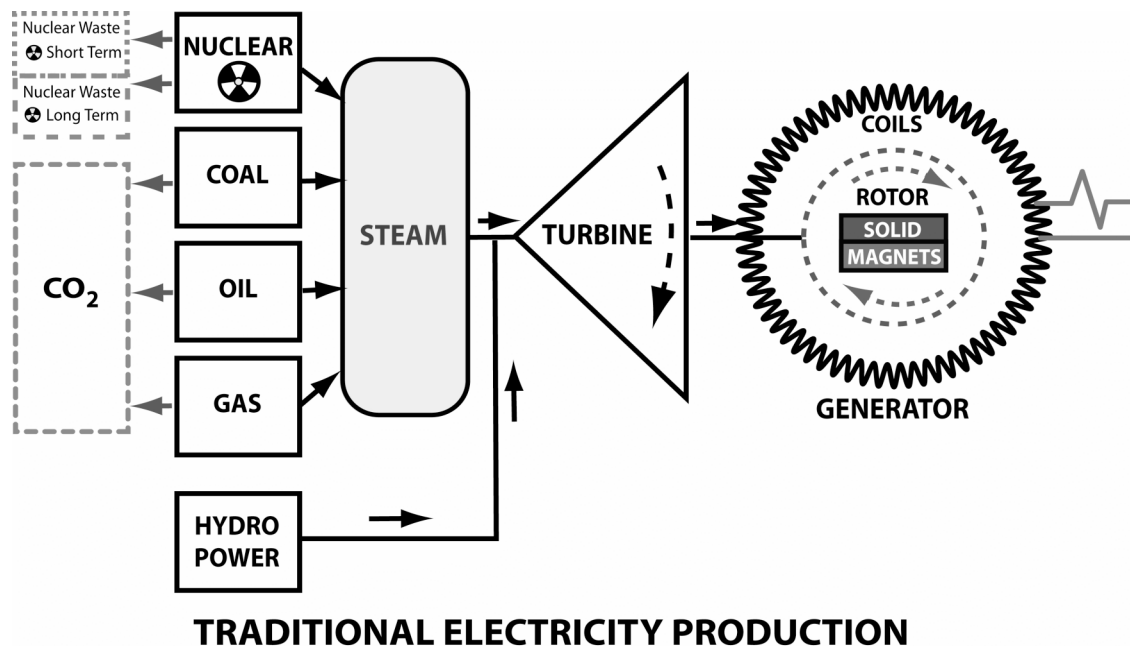 Nuclear Waste
Short Term
Nuclear Waste
Long Term
NUCLEAR
COAL
CO₂
OIL
GAS
HYDRO
POWER
STEAM
TURBINE
COILS
ROTOR
SOLID
MAGNETS
GENERATOR
TRADITIONAL ELECTRICITY PRODUCTION